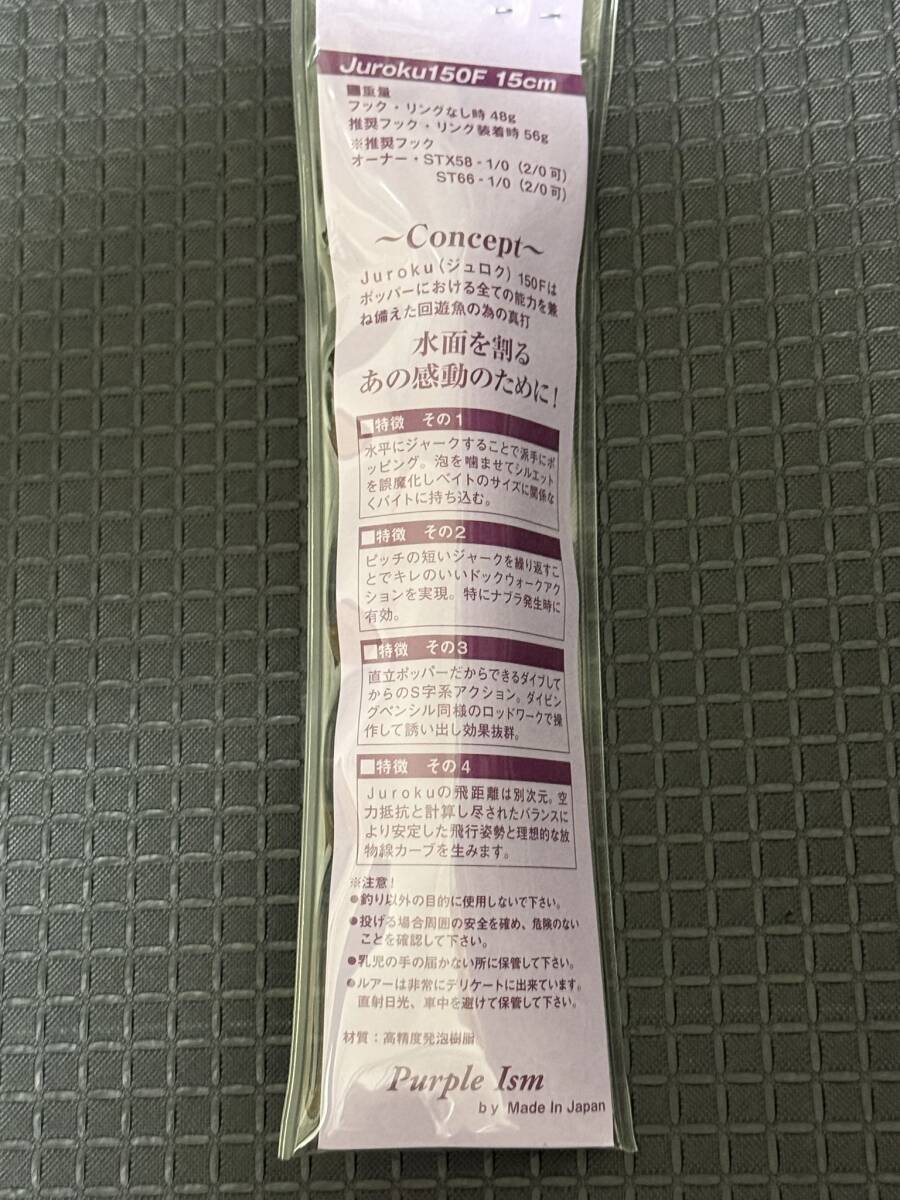 Juroku150F 15cm
■重量
フック・リングなし時 48g
推奨フック・リング装着時 56g
※推奨フック
オーナー・STX58 - 1/0（2/0可）
ST66 - 1/0（2/0可）
～Concept～
Juroku（ジュロク）150Fは
ポッパーにおける全ての能力を兼
ね備えた回遊魚の為の真打
水面を割る
あの感動のために！
■特徴　その1
水平にジャークすることで派手にポ
ッピング。泡を噛ませてシルエット
を誤魔化しベイトのサイズに関係な
くバイトに持ち込む。
■特徴　その2
ピッチの短いジャークを繰り返すこ
とでキレのいいドックウォークアク
ションを実現。特にナブラ発生時に
有効。
■特徴　その3
直立ポッパーだからできるダイブして
からのS字系アクション。ダイビン
グペンシル同様のロッドワークで操
作して誘い出し効果抜群。
■特徴　その4
Jurokuの飛距離は別次元。空
力抵抗と計算し尽されたバランスに
より安定した飛行姿勢と理想的な放
物線カーブを生みます。
※注意！
●釣り以外の目的に使用しないで下さい。
●投げる場合周囲の安全を確め、危険のない
ことを確認して下さい。
●乳児の手の届かない所に保管して下さい。
●ルアーは非常にデリケートに出来ています。
直射日光、車中を避けて保管して下さい。
材質：高精度発泡樹脂
Purple Ism
by Made In Japan